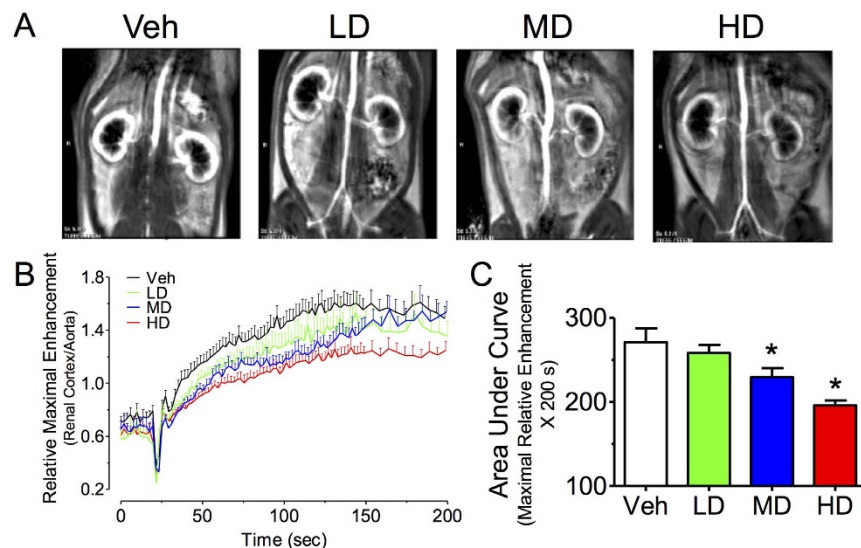 A
Veh
LD
MD
HD
B
Relative Maximal Enhancement
(Renal Cortex/Aorta)
1.8
1.4
1.0
0.6
0.2
Veh
LD
MD
HD
0
50
100
150
200
Time (sec)
C
Area Under Curve
(Maximal Relative Enhancement
X 200 s)
300
200
100
*
*
Veh
LD
MD
HD